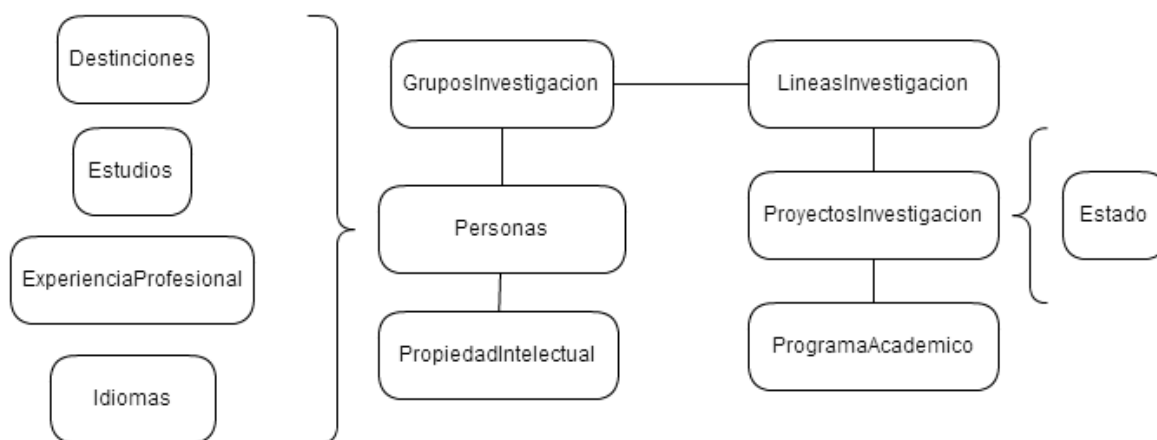 Destinciones
Estudios
ExperienciaProfesional
Idiomas
GruposInvestigacion
Personas
PropiedadIntelectual
LineasInvestigacion
ProyectosInvestigacion
ProgramaAcademico
Estado